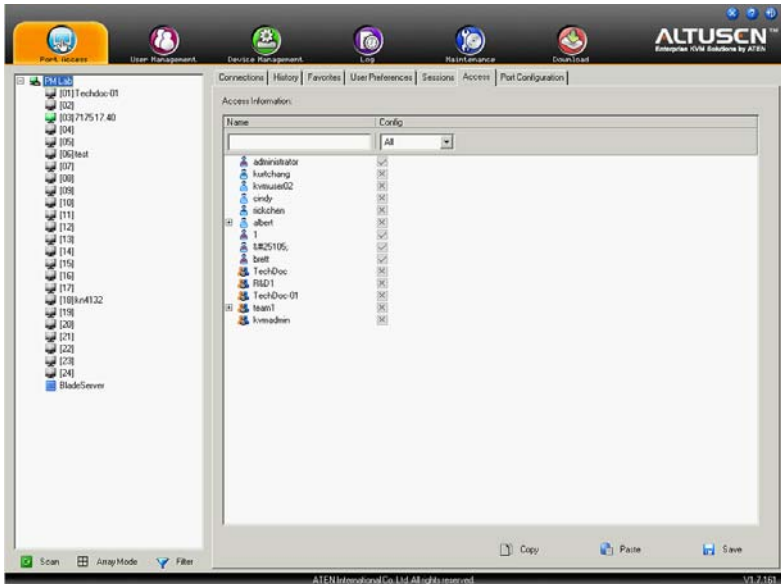 ALTUSEN™
Enterprise KVM Solutions by ATEN
Port Access
User Management
Device Management
Log
Maintenance
Download
PM Lab
[01]Techdoc-01
[02]
[03]717517.40
[04]
[05]
[06]test
[07]
[08]
[09]
[10]
[11]
[12]
[13]
[14]
[15]
[16]
[17]
[18]kn4132
[19]
[20]
[21]
[22]
[23]
[24]
BladeServer
Scan
Array Mode
Filter
Connections
History
Favorites
User Preferences
Sessions
Access
Port Configuration
Access Information:
Name Config
All
administrator
kurtchang
kvmuser02
cindy
rickchen
albert
1
&#25105;
brett
TechDoc
R&D1
TechDoc-01
team1
kvmadmin
Copy
Paste
Save
ATEN International Co. Ltd. All rights reserved.
V1.7.161